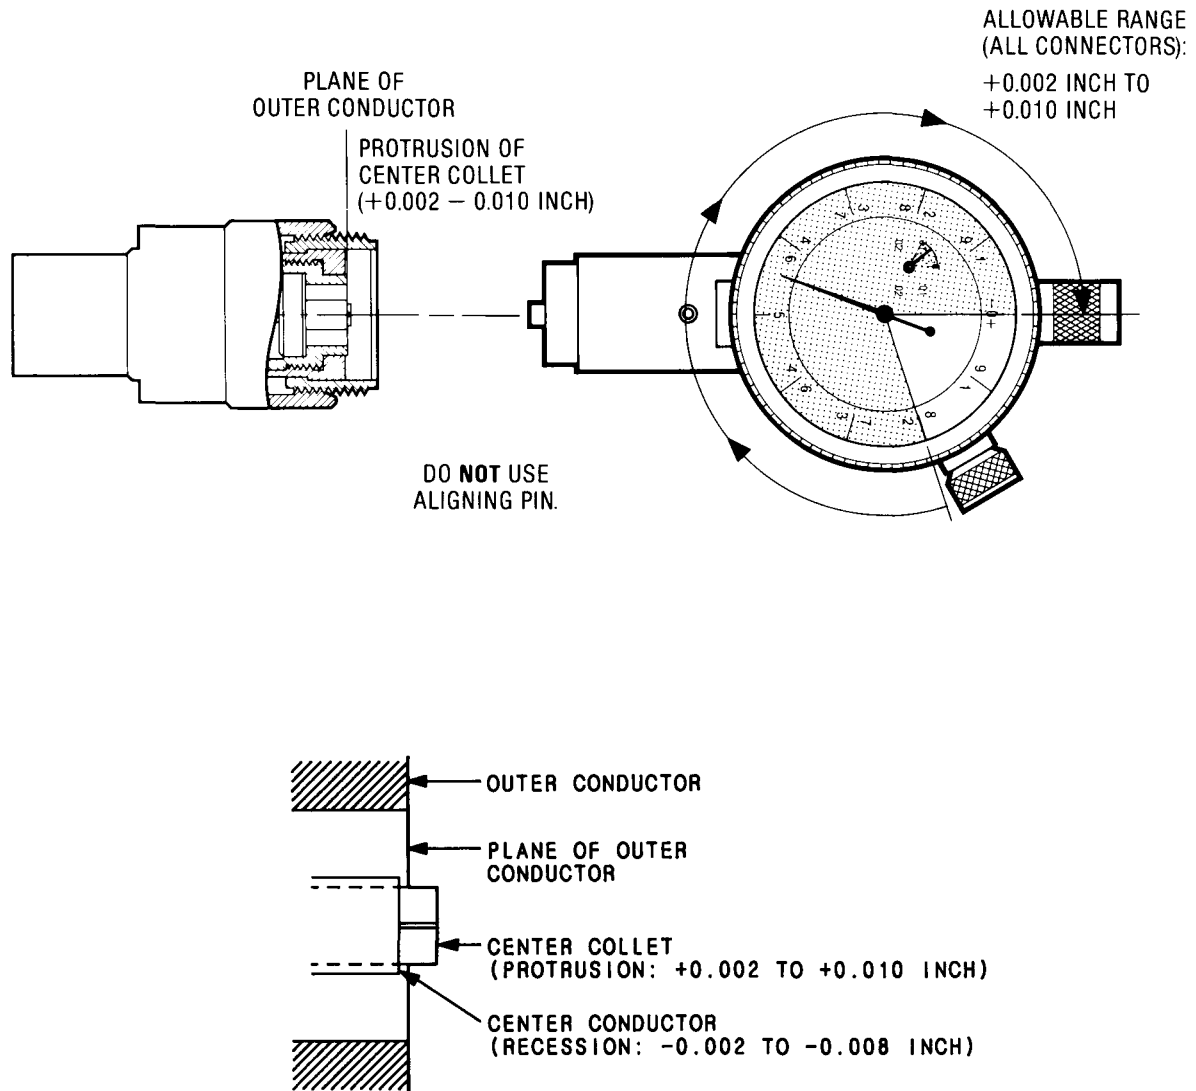 ALLOWABLE RANGE
(ALL CONNECTORS):
+0.002 INCH TO
+0.010 INCH
PLANE OF
OUTER CONDUCTOR
PROTRUSION OF
CENTER COLLET
(+0.002 – 0.010 INCH)
DO NOT USE
ALIGNING PIN.
OUTER CONDUCTOR
PLANE OF OUTER
CONDUCTOR
CENTER COLLET
(PROTRUSION: +0.002 TO +0.010 INCH)
CENTER CONDUCTOR
(RECESSION: -0.002 TO -0.008 INCH)